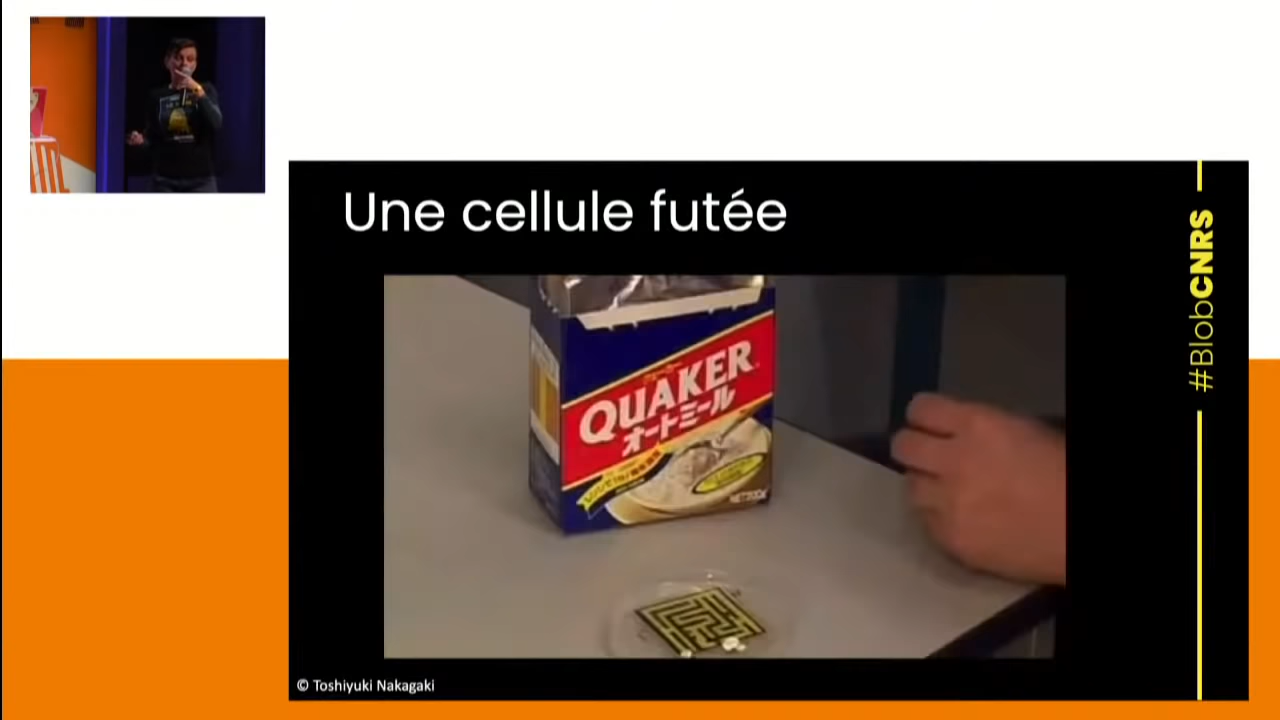 Une cellule futée
#BlobCNRS
QUAKER
オートミール
© Toshiyuki Nakagaki